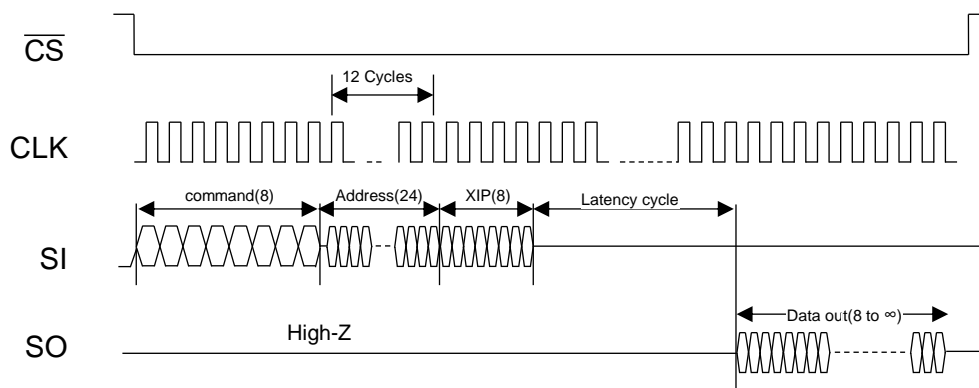 CS
12 Cycles
CLK
command(8) Address(24) XIP(8) Latency cycle
SI
Data out(8 to ∞)
High-Z
SO